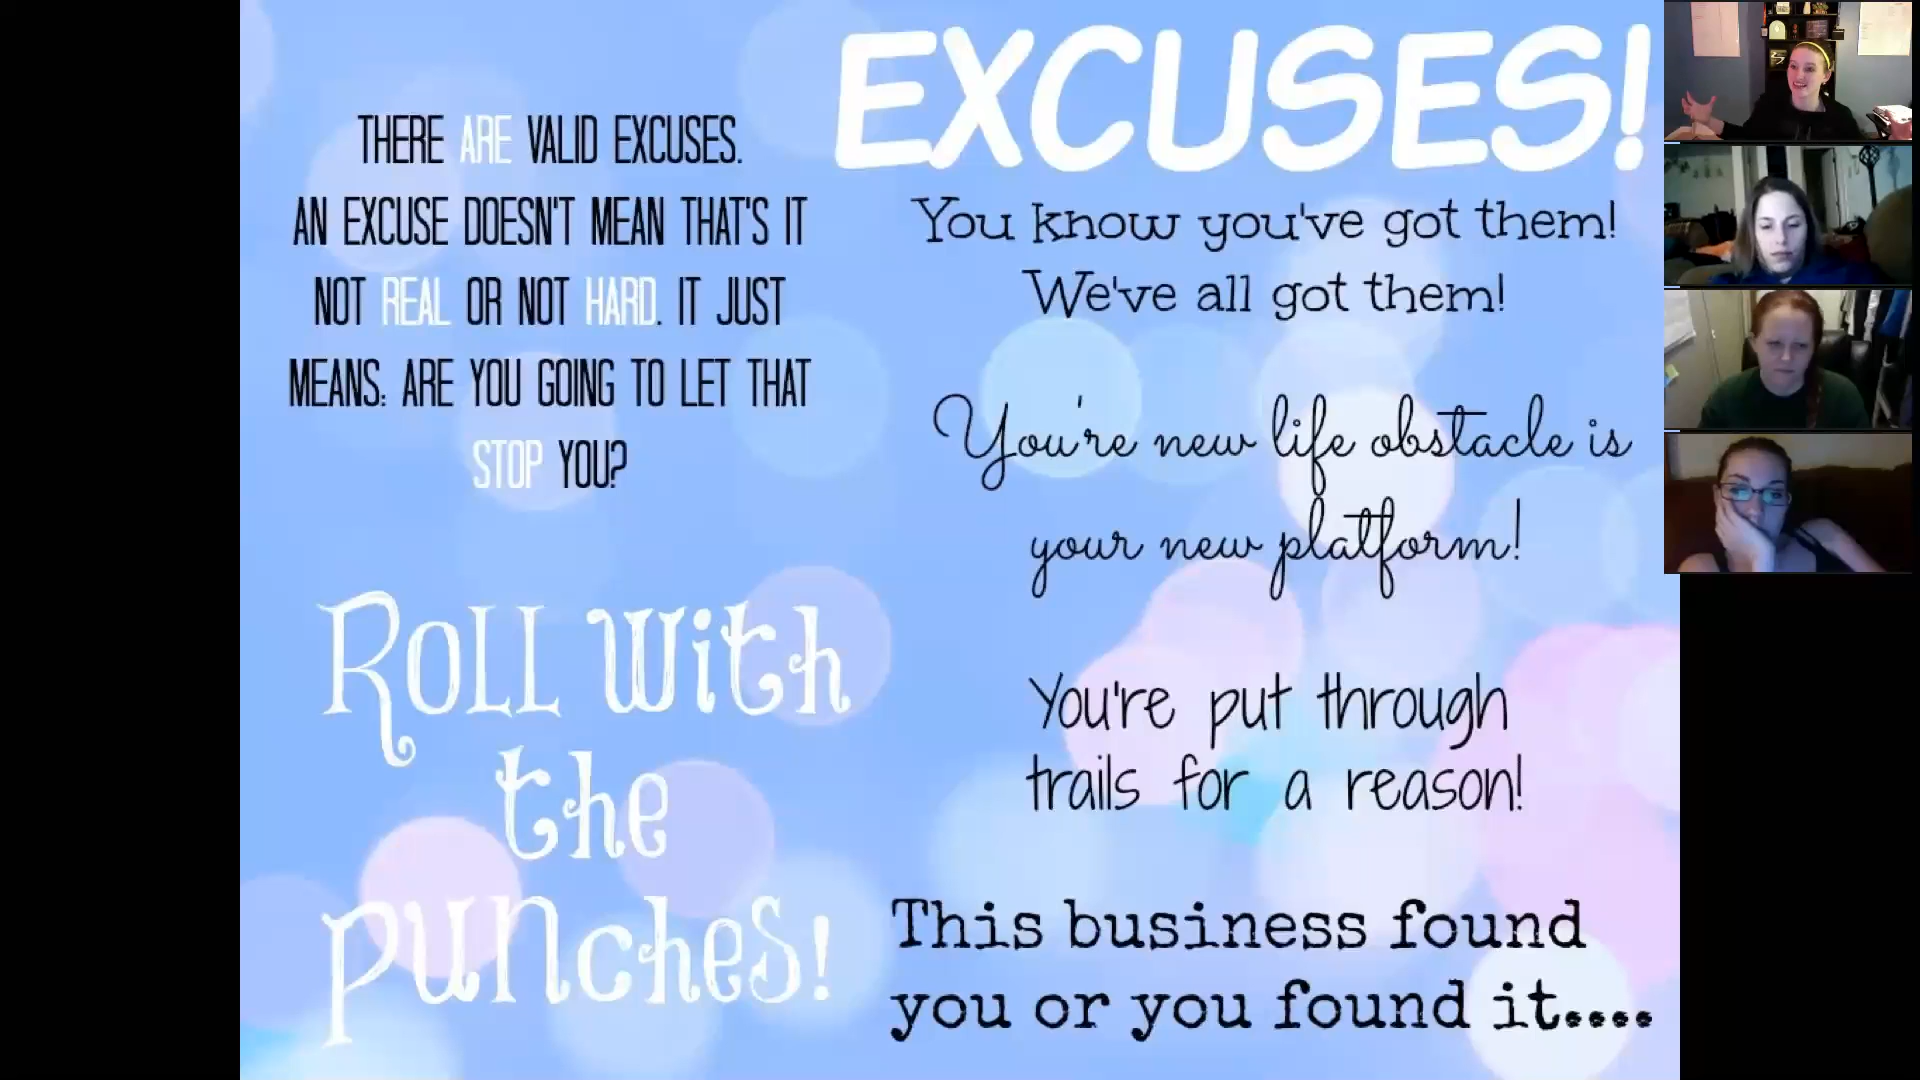 EXCUSES!
THERE ARE VALID EXCUSES.
AN EXCUSE DOESN'T MEAN THAT'S IT
NOT REAL OR NOT HARD. IT JUST
MEANS: ARE YOU GOING TO LET THAT
STOP YOU?
Roll with
the
punches!
You know you've got them!
We've all got them!
You're new life obstacle is
your new platform!
You're put through
trails for a reason!
This business found
you or you found it....